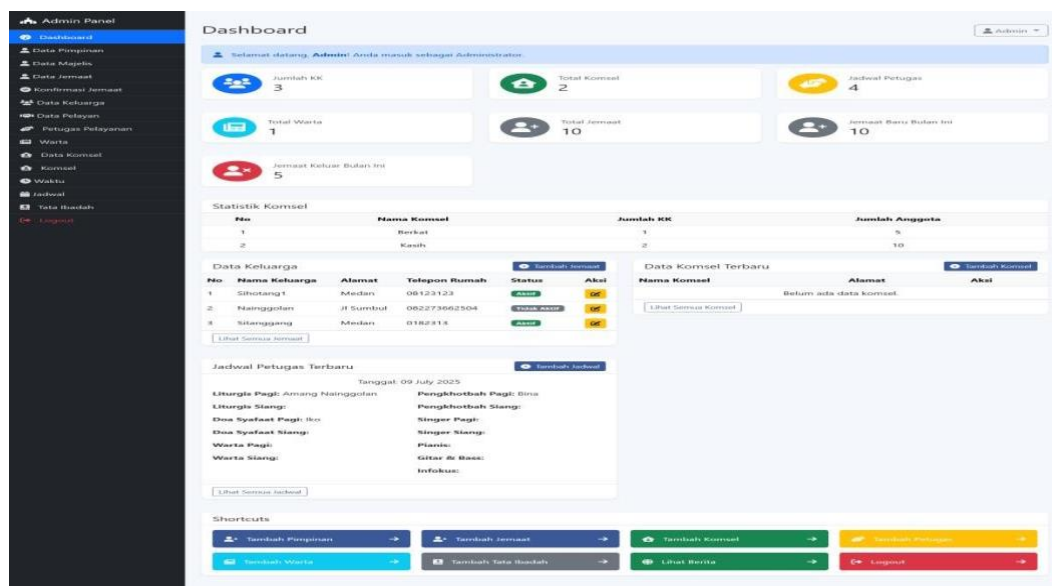 Admin Panel
Dashboard
Data Pimpinan
Data Majelis
Data Jemaat
Konfirmasi Jemaat
Data Keluarga
Data Pelayan
Petugas Pelayanan
Warta
Data Komsel
Komsel
Waktu
Jadwal
Tata Ibadah
Logout
Dashboard
Admin
Selamat datang, Admin! Anda masuk sebagai Administrator.
Jumlah KK
3
Total Komsel
2
Jadwal Petugas
4
Total Warta
1
Total Jemaat
10
Jemaat Baru Bulan Ini
10
Jemaat Keluar Bulan Ini
5
Statistik Komsel
No Nama Komsel Jumlah KK Jumlah Anggota
1 Berkat 1 5
2 Kasih 2 10
Data Keluarga Tambah Jemaat
No Nama Keluarga Alamat Telepon Rumah Status Aksi
1 Sihotang1 Medan 08123123 Aktif
2 Nainggolan Jl Sumbul 082273662504 Tidak Aktif
3 Sitanggang Medan 0182313 Aktif
Lihat Semua Jemaat
Data Komsel Terbaru Tambah Komsel
Nama Komsel Alamat Aksi
Belum ada data komsel.
Lihat Semua Komsel
Jadwal Petugas Terbaru Tambah Jadwal
Tanggal: 09 July 2025
Liturgis Pagi: Amang Nainggolan Pengkhotbah Pagi: Bina
Liturgis Siang: Pengkhotbah Siang:
Doa Syafaat Pagi: Iko Singer Pagi:
Doa Syafaat Siang: Singer Siang:
Warta Pagi: Pianis:
Warta Siang: Gitar & Bass:
Infokus:
Lihat Semua Jadwal
Shortcuts
Tambah Pimpinan Tambah Jemaat Tambah Komsel Tambah Petugas
Tambah Warta Tambah Tata Ibadah Lihat Berita Logout